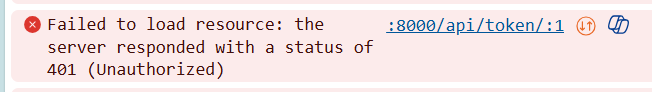 Failed to load resource: the :8000/api/token/:1
server responded with a status of
401 (Unauthorized)